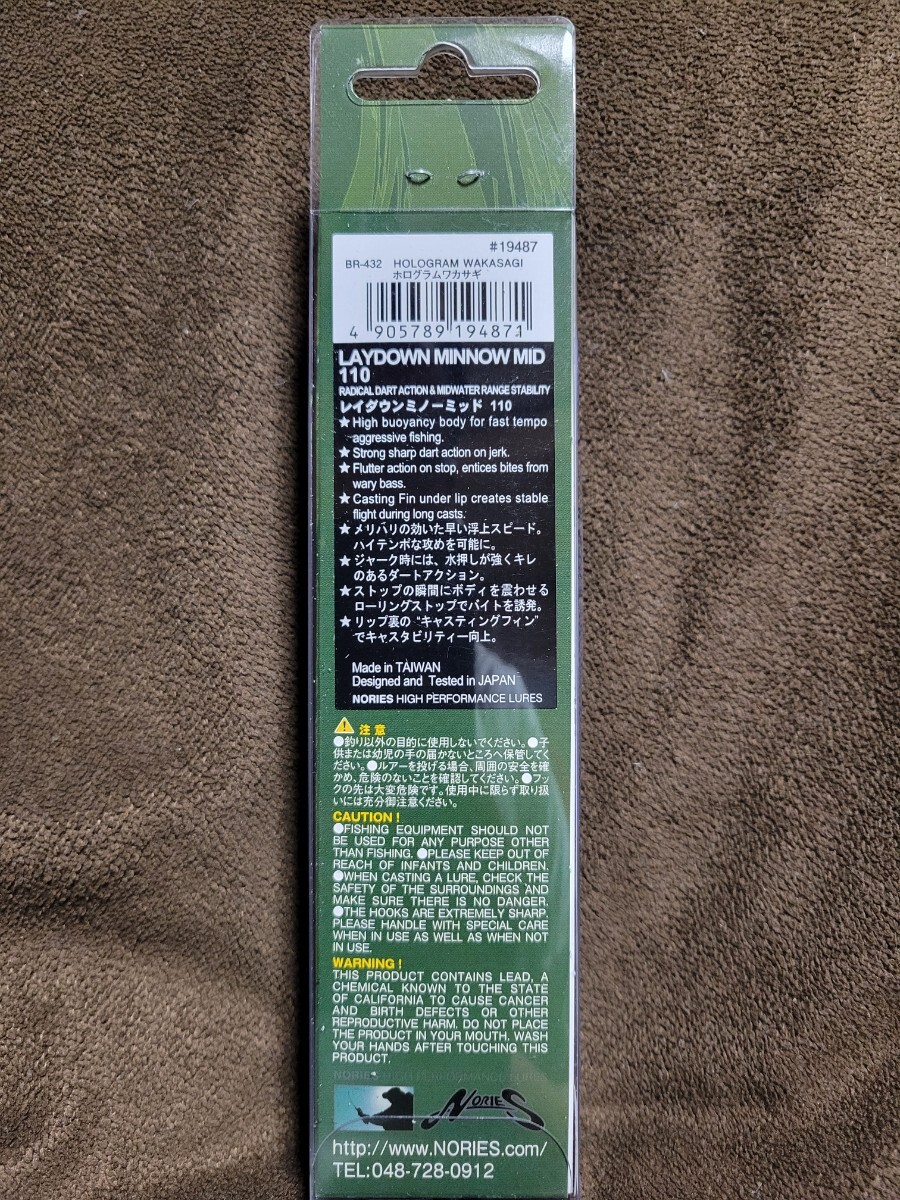 #19487
BR-432 HOLOGRAM WAKASAGI
ホログラムワカサギ
4 905789 194871
LAYDOWN MINNOW MID
110
RADICAL DART ACTION & MIDWATER RANGE STABILITY
レイダウンミノーミッド 110
★High buoyancy body for fast tempo
aggressive fishing.
★Strong sharp dart action on jerk.
★Flutter action on stop, entices bites from
wary bass.
★Casting Fin under lip creates stable
flight during long casts.
★メリハリの効いた早い浮上スピード。
ハイテンポな攻めを可能に。
★ジャーク時には、水押しが強くキレ
のあるダートアクション。
★ストップの瞬間にボディを震わせる
ローリングストップでバイトを誘発。
★リップ裏の“キャスティングフィン”
でキャスタビリティー向上。
Made in TAIWAN
Designed and Tested in JAPAN
NORIES HIGH PERFORMANCE LURES
注意
●釣り以外の目的に使用しないでください。●子
供または幼児の手の届かないところへ保管してく
ださい。●ルアーを投げる場合、周囲の安全を確
かめ、危険のないことを確認してください。●フッ
クの先は大変危険です。使用中に限らず取り扱
いには充分御注意ください。
CAUTION!
●FISHING EQUIPMENT SHOULD NOT
BE USED FOR ANY PURPOSE OTHER
THAN FISHING. ●PLEASE KEEP OUT OF
REACH OF INFANTS AND CHILDREN.
●WHEN CASTING A LURE, CHECK THE
SAFETY OF THE SURROUNDINGS AND
MAKE SURE THERE IS NO DANGER.
●THE HOOKS ARE EXTREMELY SHARP.
PLEASE HANDLE WITH SPECIAL CARE
WHEN IN USE AS WELL AS WHEN NOT
IN USE.
WARNING!
THIS PRODUCT CONTAINS LEAD, A
CHEMICAL KNOWN TO THE STATE
OF CALIFORNIA TO CAUSE CANCER
AND BIRTH DEFECTS OR OTHER
REPRODUCTIVE HARM. DO NOT PLACE
THE PRODUCT IN YOUR MOUTH. WASH
YOUR HANDS AFTER TOUCHING THIS
PRODUCT.
NORIES HIGH PERFORMANCE LURES
NORIES
http://www.NORIES.com/
TEL:048-728-0912